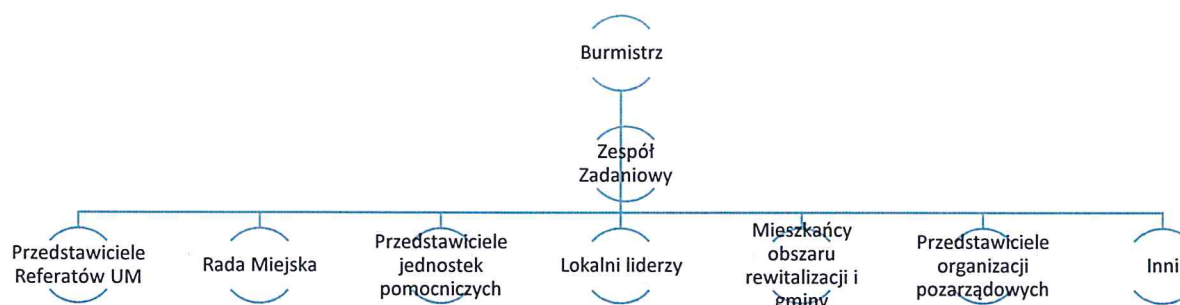 Burmistrz
Zespół
Zadaniowy
Przedstawiciele
Referatów UM
Rada Miejska
Przedstawiciele
jednostek
pomocniczych
Lokalni liderzy
Mieszkańcy
obszaru
rewitalizacji i
gminy
Przedstawiciele
organizacji
pozarządowych
Inni